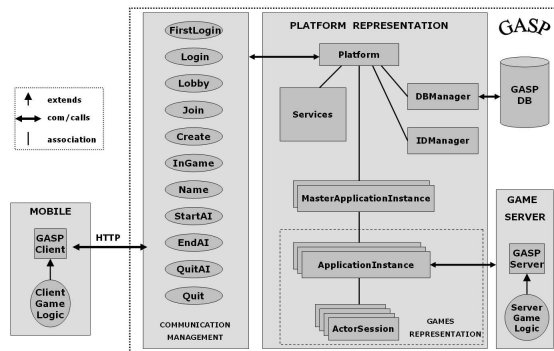 GASP
extends
com/calls
association
MOBILE
GASP
Client
Client
Game
Logic
HTTP
FirstLogin
Login
Lobby
Join
Create
InGame
Name
StartAI
EndAI
QuitAI
Quit
COMMUNICATION
MANAGEMENT
PLATFORM REPRESENTATION
Platform
Services
DBManager
IDManager
MasterApplicationInstance
ApplicationInstance
ActorSession
GAMES
REPRESENTATION
GASP
DB
GAME
SERVER
GASP
Server
Server
Game
Logic